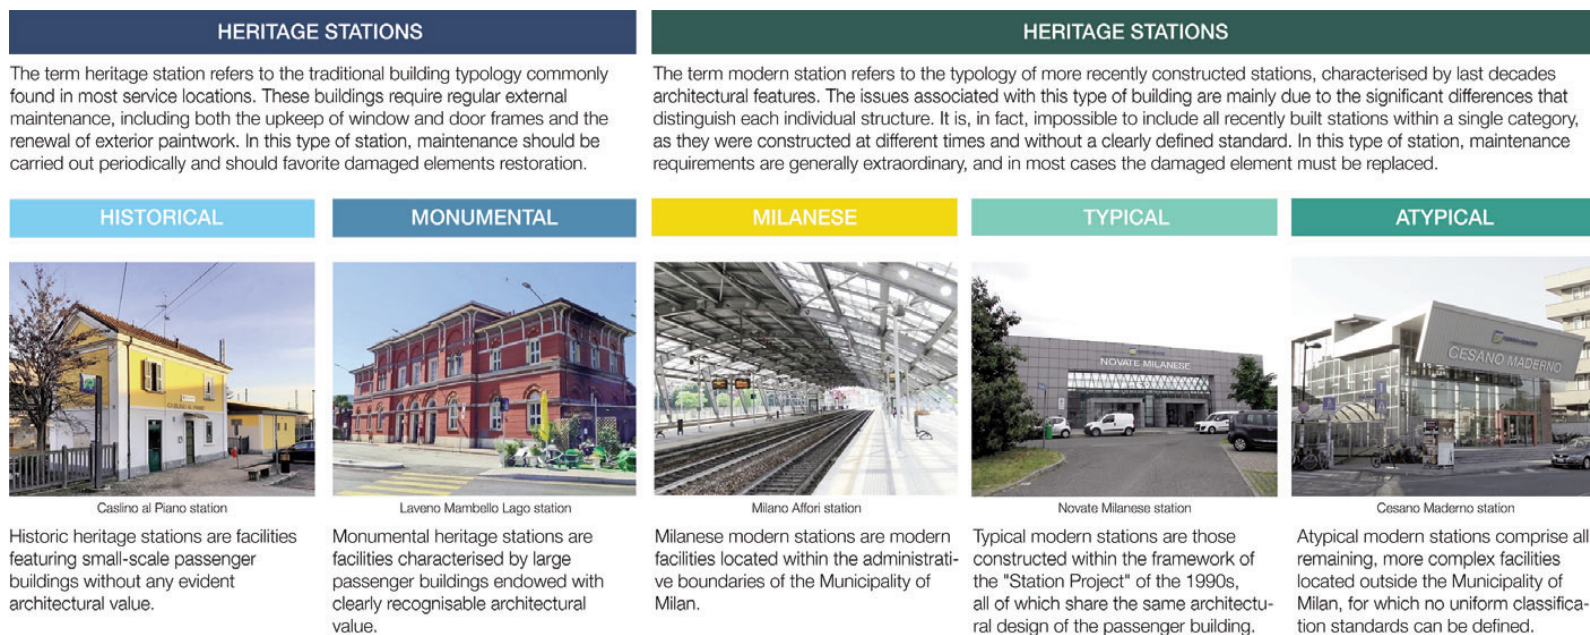 HERITAGE STATIONS
The term heritage station refers to the traditional building typology commonly
found in most service locations. These buildings require regular external
maintenance, including both the upkeep of window and door frames and the
renewal of exterior paintwork. In this type of station, maintenance should be
carried out periodically and should favorite damaged elements restoration.
HERITAGE STATIONS
The term modern station refers to the typology of more recently constructed stations, characterised by last decades
architectural features. The issues associated with this type of building are mainly due to the significant differences that
distinguish each individual structure. It is, in fact, impossible to include all recently built stations within a single category,
as they were constructed at different times and without a clearly defined standard. In this type of station, maintenance
requirements are generally extraordinary, and in most cases the damaged element must be replaced.
HISTORICAL
CASLINO AL PIANO
Caslino al Piano station
Historic heritage stations are facilities
featuring small-scale passenger
buildings without any evident
architectural value.
MONUMENTAL
Laveno Mambello Lago station
Monumental heritage stations are
facilities characterised by large
passenger buildings endowed with
clearly recognisable architectural
value.
MILANESE
Milano Affori station
Milanese modern stations are modern
facilities located within the administrati-
ve boundaries of the Municipality of
Milan.
TYPICAL
NOVATE MILANESE
Novate Milanese station
Typical modern stations are those
constructed within the framework of
the "Station Project" of the 1990s,
all of which share the same architectu-
ral design of the passenger building.
ATYPICAL
CESANO MADERNO
Cesano Maderno station
Atypical modern stations comprise all
remaining, more complex facilities
located outside the Municipality of
Milan, for which no uniform classifica-
tion standards can be defined.